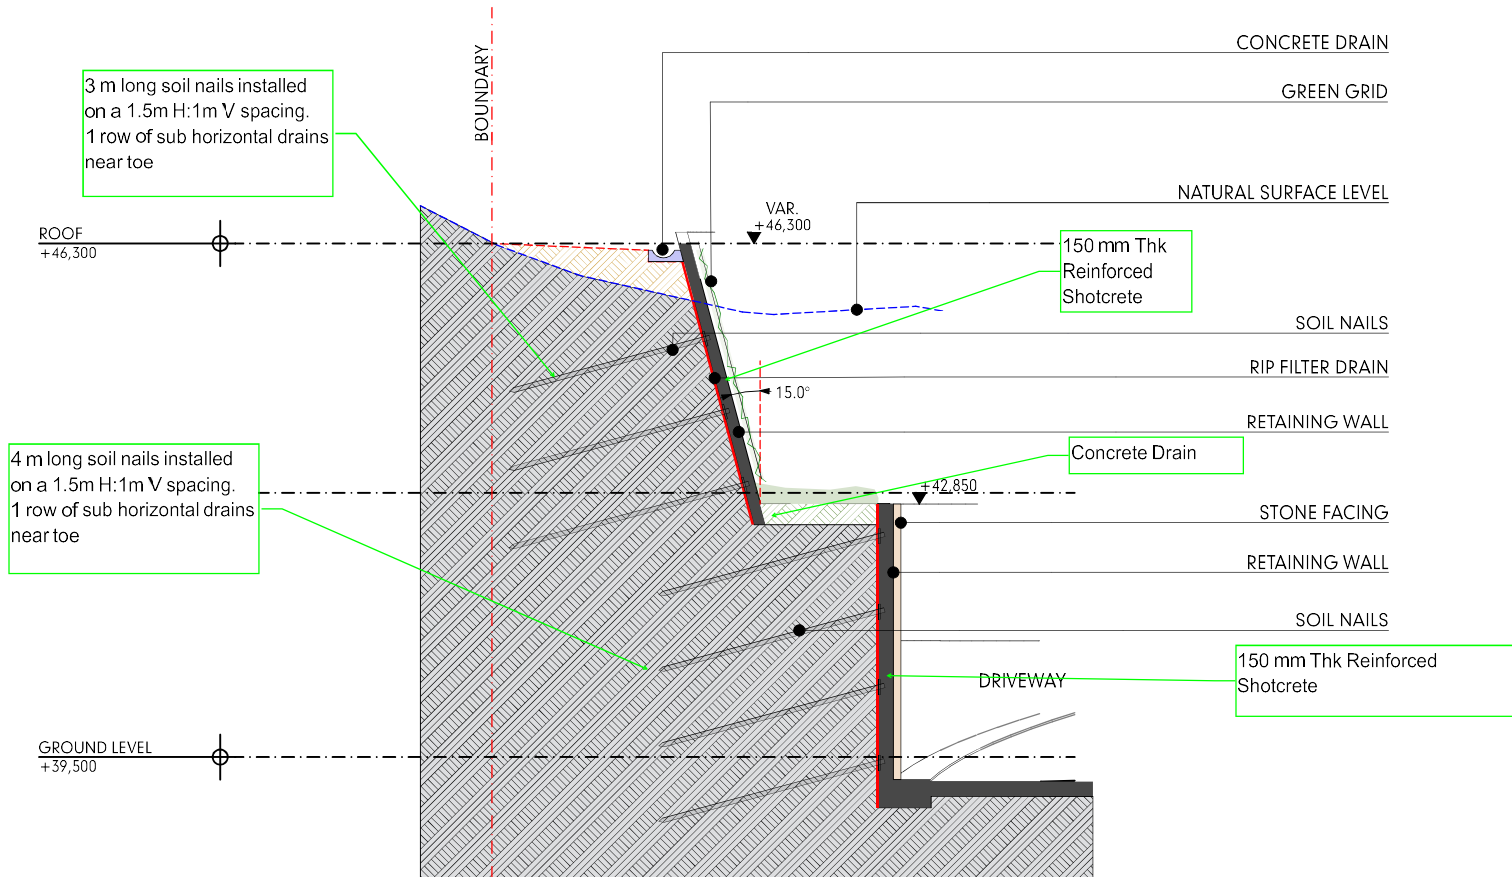 CONCRETE DRAIN
BOUNDARY
3 m long soil nails installed
on a 1.5m H:1m V spacing.
1 row of sub horizontal drains
near toe
GREEN GRID
NATURAL SURFACE LEVEL
VAR.
+46,300
ROOF
+46,300
150 mm Thk
Reinforced
Shotcrete
SOIL NAILS
RIP FILTER DRAIN
15.0°
RETAINING WALL
Concrete Drain
4 m long soil nails installed
on a 1.5m H:1m V spacing.
1 row of sub horizontal drains
near toe
+42,850
STONE FACING
RETAINING WALL
SOIL NAILS
150 mm Thk Reinforced
Shotcrete
DRIVEWAY
GROUND LEVEL
+39,500